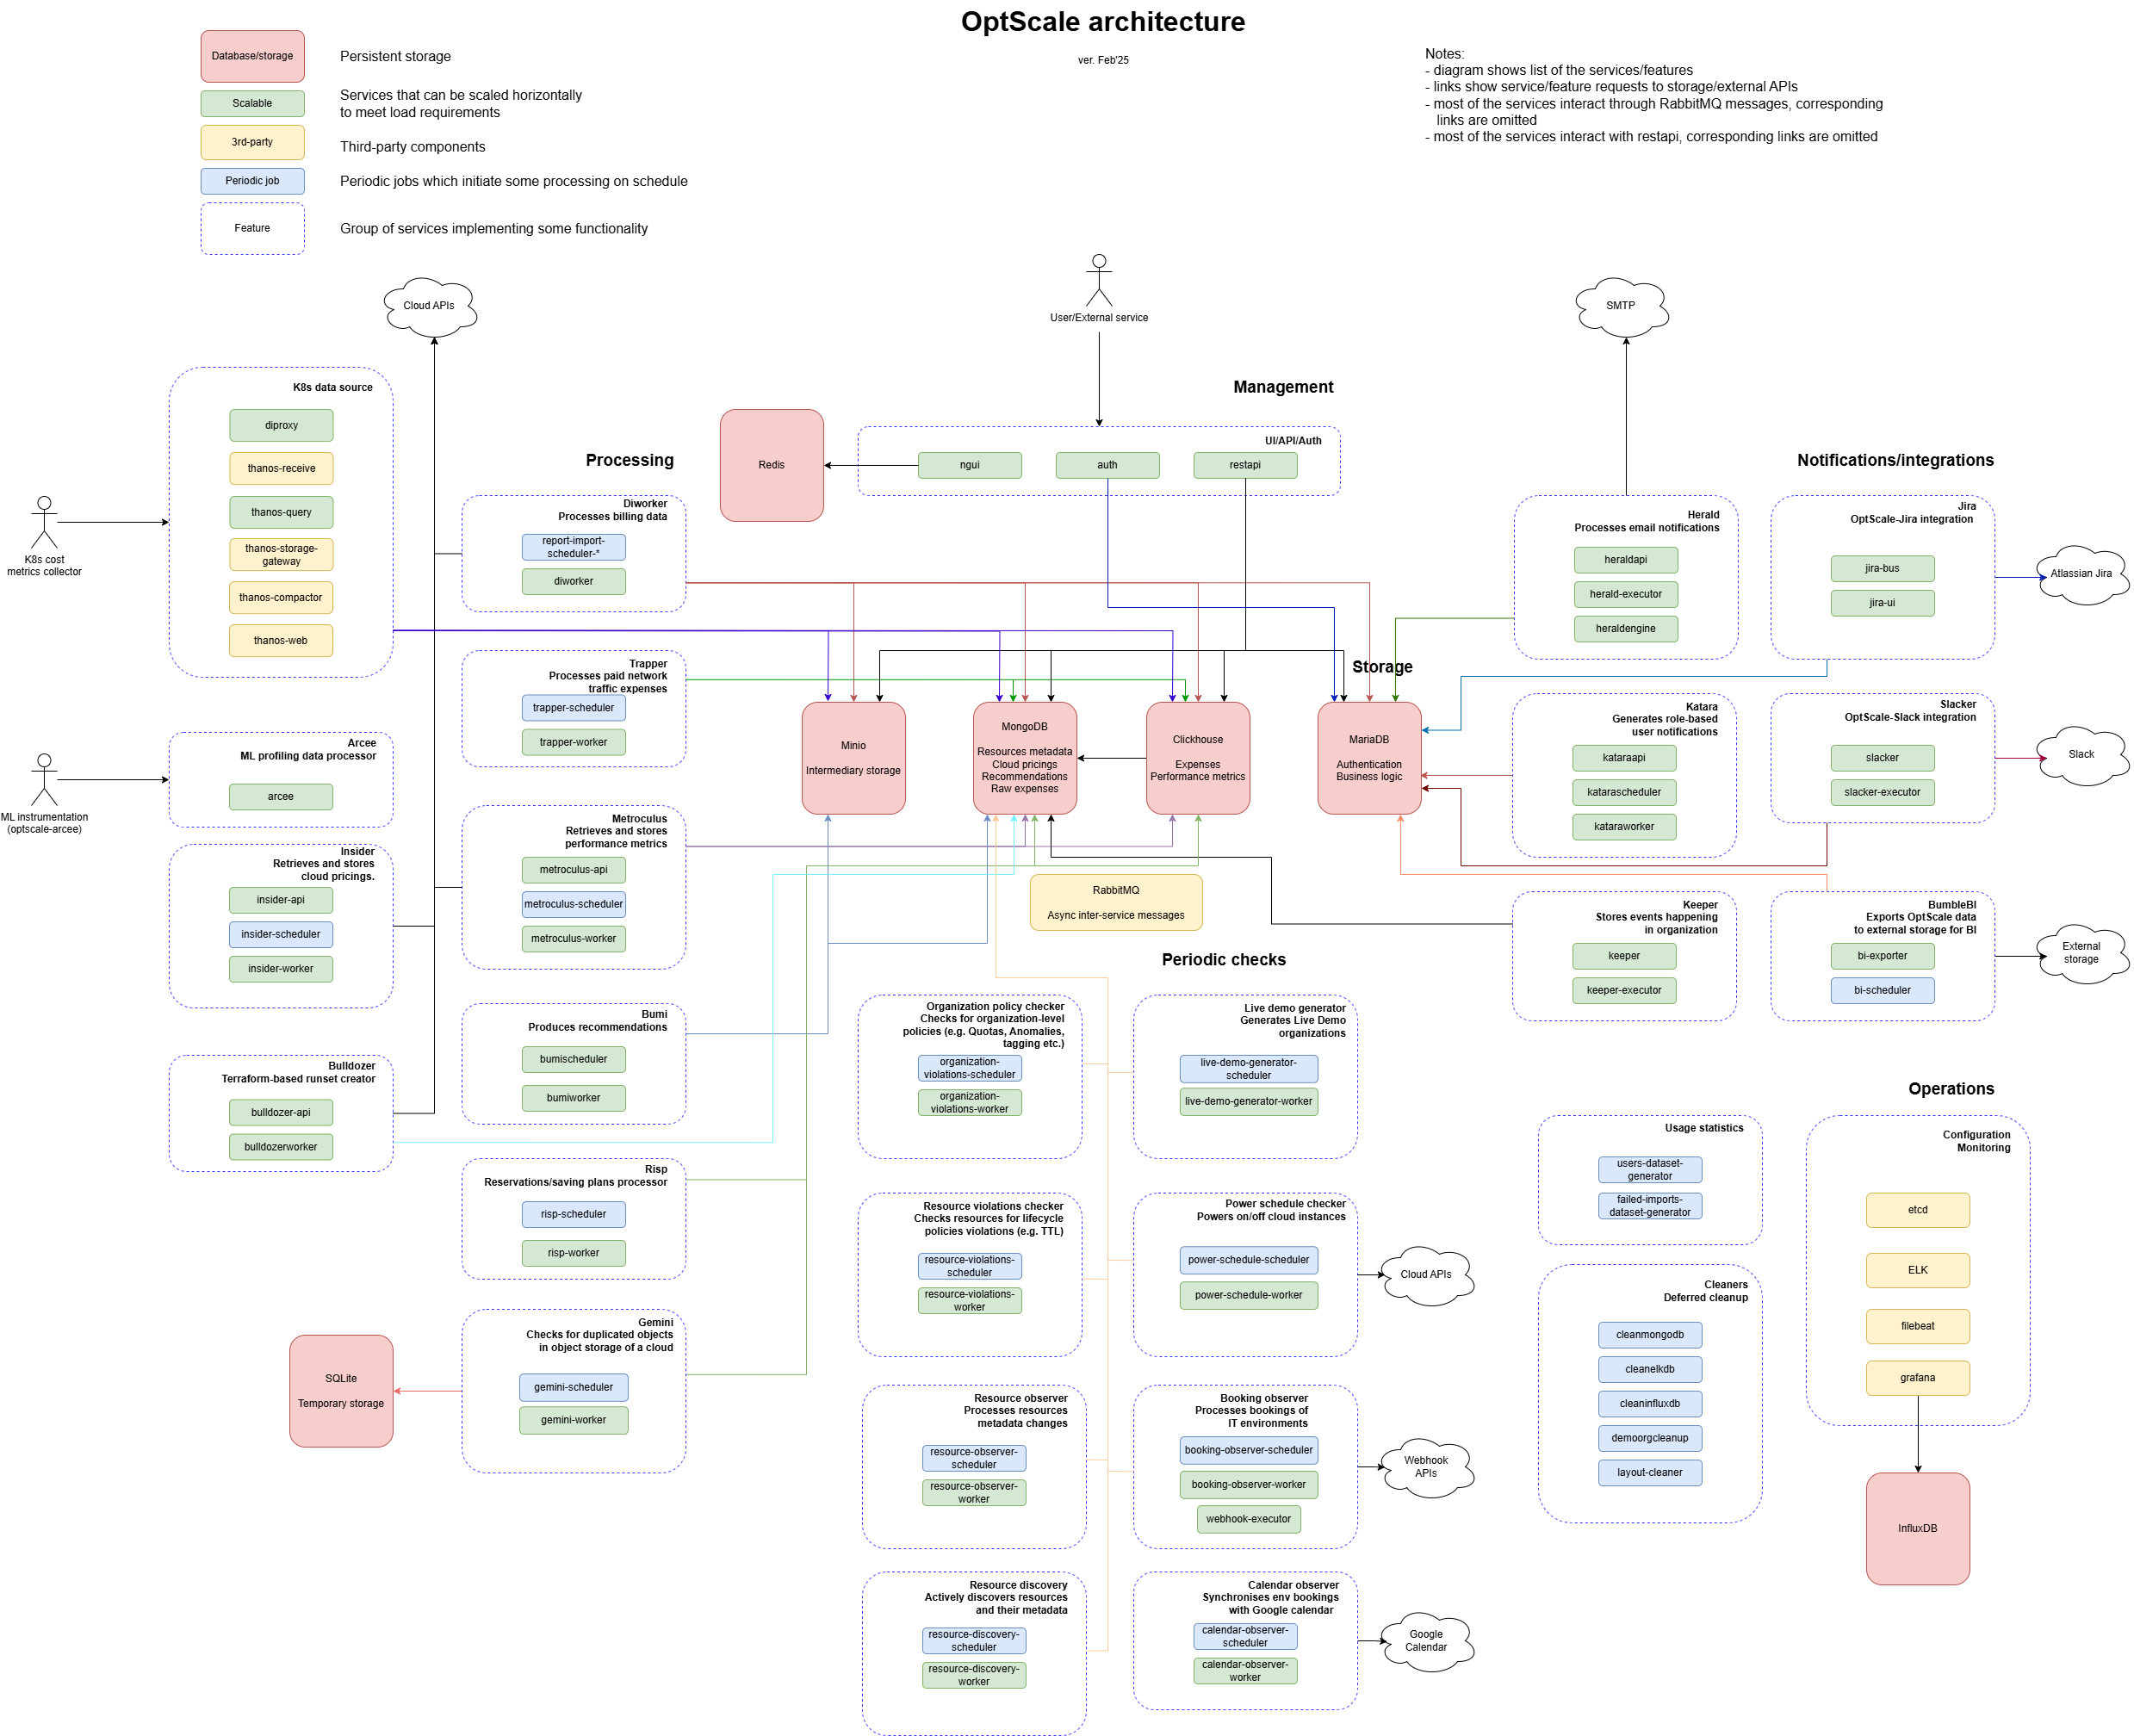 OptScale architecture
ver. Feb'25
Database/storage
Persistent storage
Scalable
Services that can be scaled horizontally
to meet load requirements
3rd-party
Third-party components
Periodic job
Periodic jobs which initiate some processing on schedule
Feature
Group of services implementing some functionality
Notes:
- diagram shows list of the services/features
- links show service/feature requests to storage/external APIs
- most of the services interact through RabbitMQ messages, corresponding
links are omitted
- most of the services interact with restapi, corresponding links are omitted
Cloud APIs
User/External service
SMTP
K8s cost
metrics collector
K8s data source
diproxy
thanos-receive
thanos-query
thanos-storage-
gateway
thanos-compactor
thanos-web
ML instrumentation
(optscale-arcee)
Arcee
ML profiling data processor
arcee
Insider
Retrieves and stores
cloud pricings.
insider-api
insider-scheduler
insider-worker
Bulldozer
Terraform-based runset creator
bulldozer-api
bulldozerworker
SQLite
Temporary storage
Processing
Diworker
Processes billing data
report-import-
scheduler-*
diworker
Trapper
Processes paid network
traffic expenses
trapper-scheduler
trapper-worker
Metroculus
Retrieves and stores
performance metrics
metroculus-api
metroculus-scheduler
metroculus-worker
Bumi
Produces recommendations
bumischeduler
bumiworker
Risp
Reservations/saving plans processor
risp-scheduler
risp-worker
Gemini
Checks for duplicated objects
in object storage of a cloud
gemini-scheduler
gemini-worker
Management
Redis
UI/API/Auth
ngui
auth
restapi
Storage
Minio
Intermediary storage
MongoDB
Resources metadata
Cloud pricings
Recommendations
Raw expenses
Clickhouse
Expenses
Performance metrics
MariaDB
Authentication
Business logic
RabbitMQ
Async inter-service messages
Periodic checks
Organization policy checker
Checks for organization-level
policies (e.g. Quotas, Anomalies,
tagging etc.)
organization-
violations-scheduler
organization-
violations-worker
Live demo generator
Generates Live Demo
organizations
live-demo-generator-
scheduler
live-demo-generator-worker
Resource violations checker
Checks resources for lifecycle
policies violations (e.g. TTL)
resource-violations-
scheduler
resource-violations-
worker
Power schedule checker
Powers on/off cloud instances
power-schedule-scheduler
power-schedule-worker
Cloud APIs
Resource observer
Processes resources
metadata changes
resource-observer-
scheduler
resource-observer-
worker
Booking observer
Processes bookings of
IT environments
booking-observer-scheduler
booking-observer-worker
webhook-executor
Webhook
APIs
Resource discovery
Actively discovers resources
and their metadata
resource-discovery-
scheduler
resource-discovery-
worker
Calendar observer
Synchronises env bookings
with Google calendar
calendar-observer-
scheduler
calendar-observer-
worker
Google
Calendar
Notifications/integrations
Herald
Processes email notifications
heraldapi
herald-executor
heraldengine
Jira
OptScale-Jira integration
jira-bus
jira-ui
Atlassian Jira
Katara
Generates role-based
user notifications
kataraapi
katarascheduler
kataraworker
Slacker
OptScale-Slack integration
slacker
slacker-executor
Slack
Keeper
Stores events happening
in organization
keeper
keeper-executor
BumbleBI
Exports OptScale data
to external storage for BI
bi-exporter
bi-scheduler
External
storage
Operations
Usage statistics
users-dataset-
generator
failed-imports-
dataset-generator
Cleaners
Deferred cleanup
cleanmongodb
cleanelkdb
cleaninfluxdb
demoorgcleanup
layout-cleaner
Configuration
Monitoring
etcd
ELK
filebeat
grafana
InfluxDB